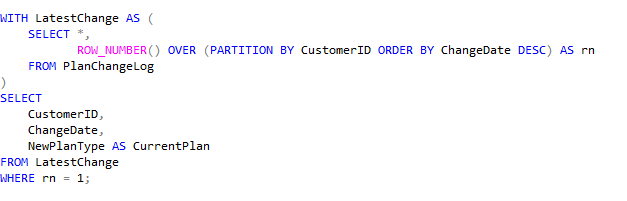 WITH LatestChange AS (
    SELECT *,
           ROW_NUMBER() OVER (PARTITION BY CustomerID ORDER BY ChangeDate DESC) AS rn
    FROM PlanChangeLog
)
SELECT
    CustomerID,
    ChangeDate,
    NewPlanType AS CurrentPlan
FROM LatestChange
WHERE rn = 1;